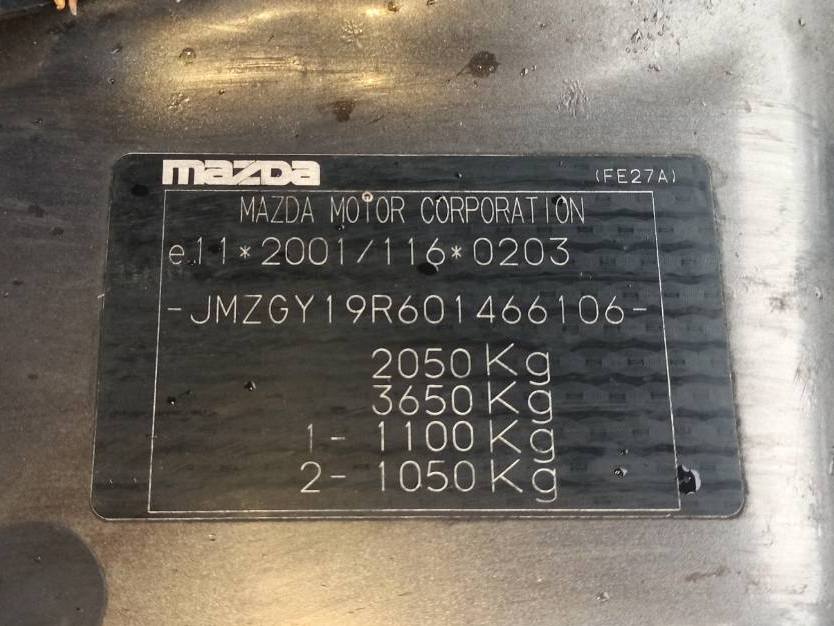 mazda (FE27A)
MAZDA MOTOR CORPORATION
e11*2001/116*0203
-JMZGY19R601466106-
2050Kg
3650Kg
1- 1100Kg
2- 1050Kg